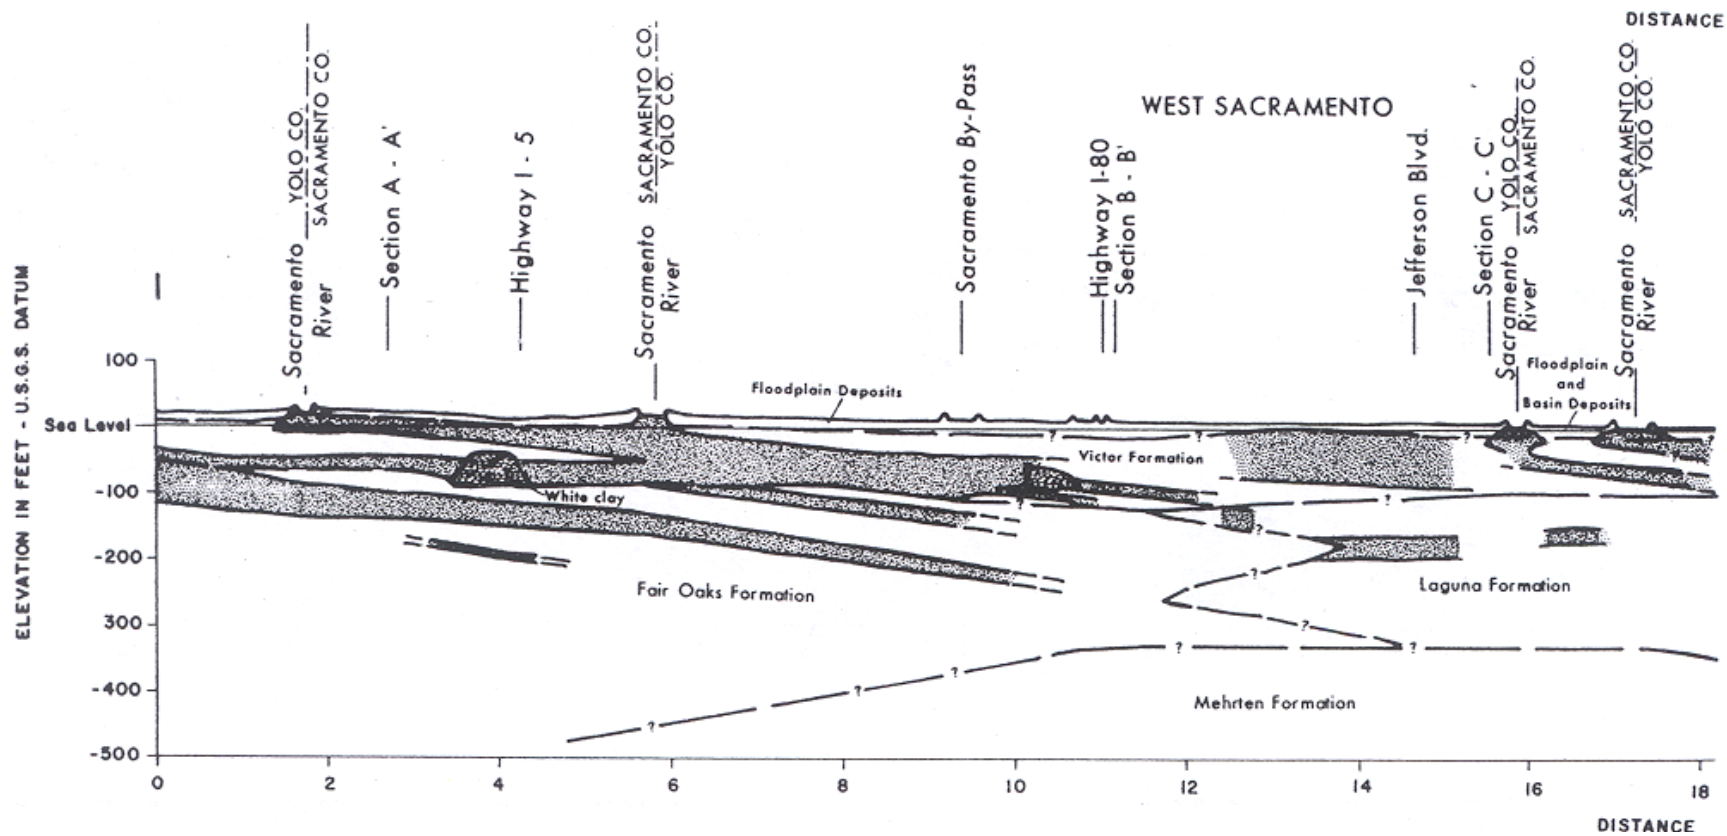 DISTANCE
Sacramento River
YOLO CO.
SACRAMENTO CO.
Section A - A'
Highway I - 5
Sacramento River
SACRAMENTO CO.
YOLO CO.
Sacramento By-Pass
Highway I-80
Section B - B'
WEST SACRAMENTO
Jefferson Blvd.
Section C - C'
Sacramento River
YOLO CO.
SACRAMENTO CO.
Sacramento River
SACRAMENTO CO.
YOLO CO.
ELEVATION IN FEET - U.S.G.S. DATUM
100
Sea Level
-100
-200
300
-400
-500
Floodplain Deposits
Floodplain
and
Basin Deposits
?
?
?
Victor Formation
White clay
?
?
?
Fair Oaks Formation
?
Laguna Formation
?
?
?
?
?
?
Mehrten Formation
0 2 4 6 8 10 12 14 16 18
DISTANCE